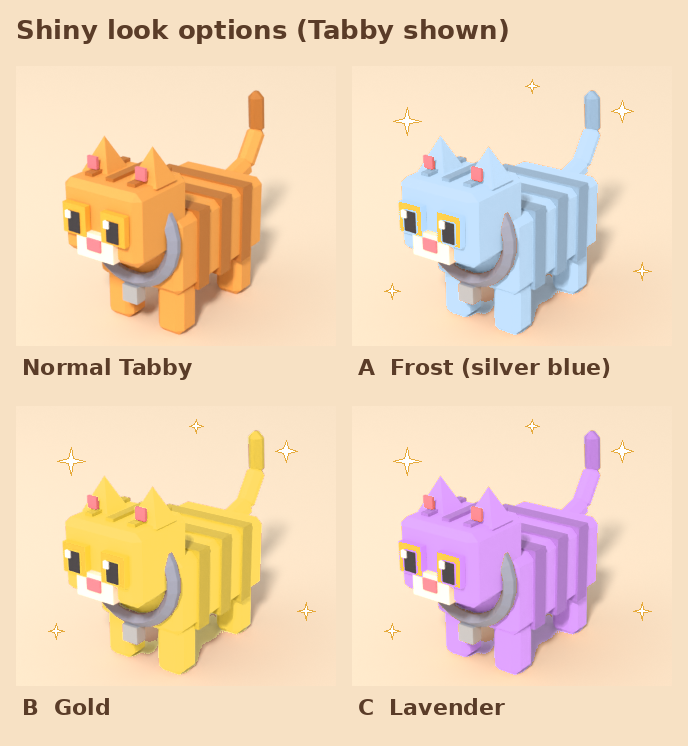 Shiny look options (Tabby shown)
Normal Tabby
A Frost (silver blue)
B Gold
C Lavender